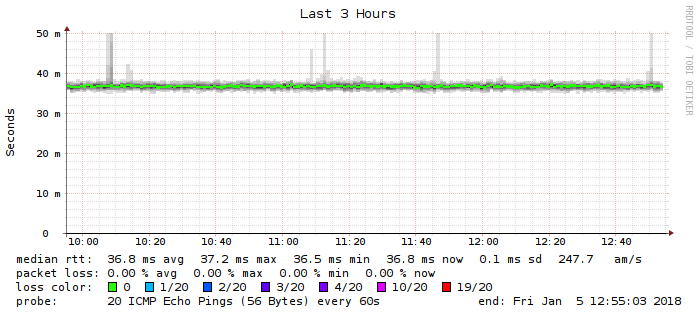 Last 3 Hours
RRDTOOL / TOBI OETIKER
Seconds
50 m
40 m
30 m
20 m
10 m
0
10:00 10:20 10:40 11:00 11:20 11:40 12:00 12:20 12:40
median rtt: 36.8 ms avg 37.2 ms max 36.5 ms min 36.8 ms now 0.1 ms sd 247.7 am/s
packet loss: 0.00 % avg 0.00 % max 0.00 % min 0.00 % now
loss color: 0 1/20 2/20 3/20 4/20 10/20 19/20
probe: 20 ICMP Echo Pings (56 Bytes) every 60s end: Fri Jan 5 12:55:03 2018